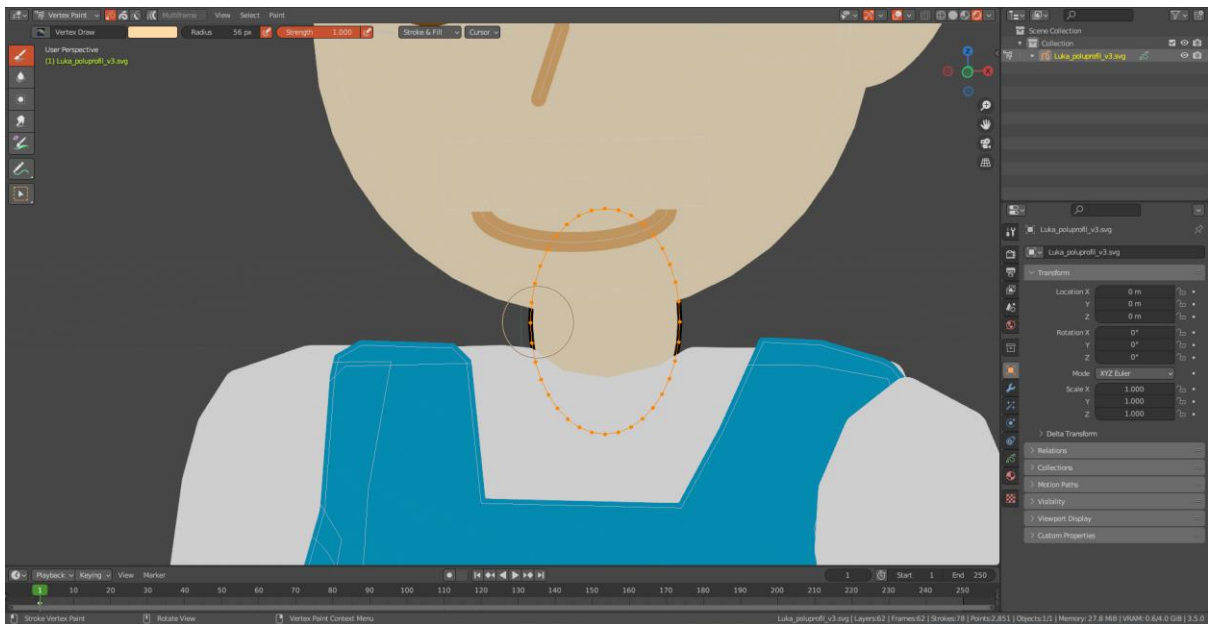 Vertex Paint Multiframe View Select Paint
Vertex Draw Radius 56 px Strength 1.000 Stroke & Fill Cursor
User Perspective
(1) Luka_poluprofil_v3.svg
Z
X
Scene Collection
Collection
Luka_poluprofil_v3.svg
Luka_poluprofil_v3.svg
Luka_poluprofil_v3.svg
Transform
Location X 0 m
Y 0 m
Z 0 m
Rotation X 0°
Y 0°
Z 0°
Mode XYZ Euler
Scale X 1.000
Y 1.000
Z 1.000
Delta Transform
Relations
Collections
Motion Paths
Visibility
Viewport Display
Custom Properties
Playback Keying View Marker 1 Start 1 End 250
1 10 20 30 40 50 60 70 80 90 100 110 120 130 140 150 160 170 180 190 200 210 220 230 240 250
Stroke Vertex Paint Rotate View Vertex Paint Context Menu Luka_poluprofil_v3.svg | Layers:62 | Frames:62 | Strokes:78 | Points:2,851 | Objects:1/1 | Memory: 27.8 MiB | VRAM: 0.6/4.0 GiB | 3.5.0